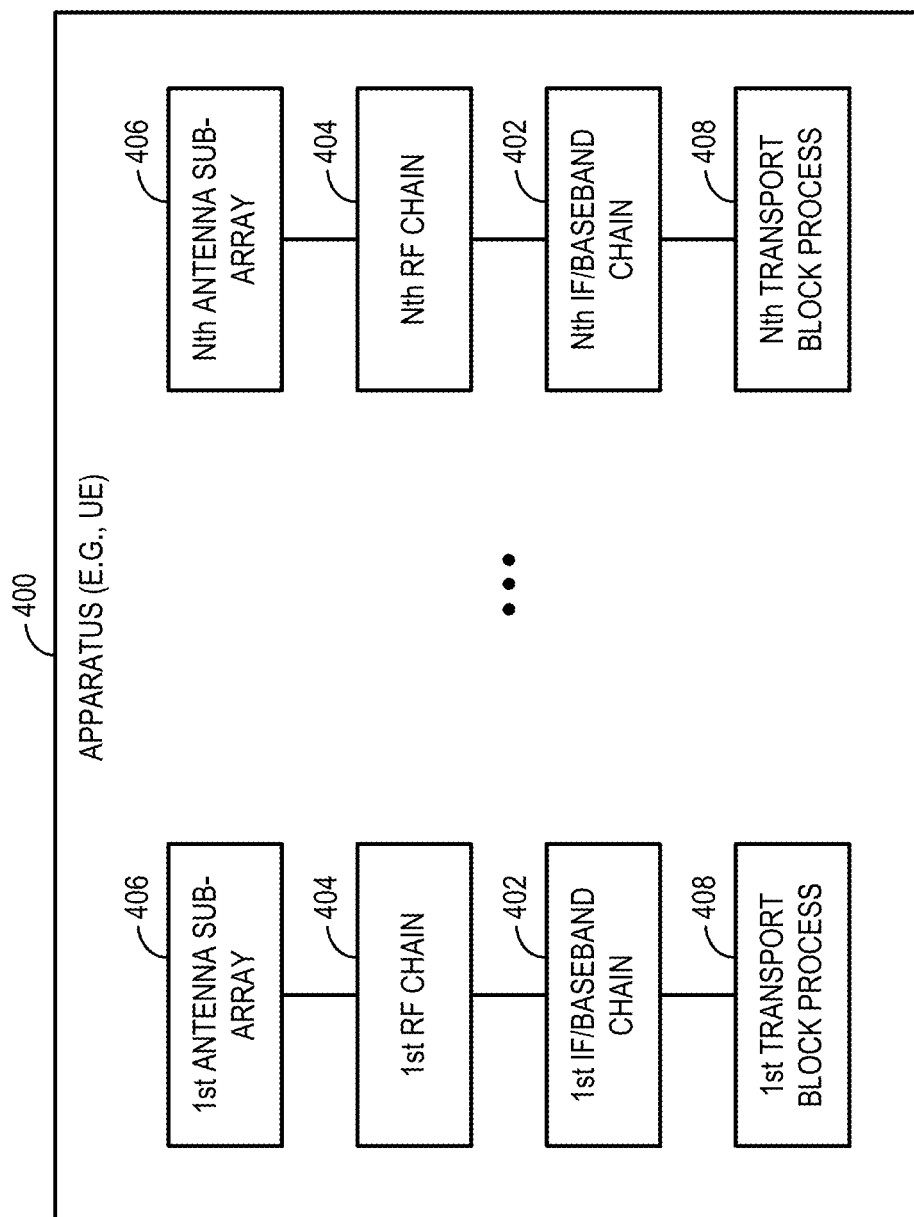 400
APPARATUS (E.G., UE)
406
1st ANTENNA SUB-
ARRAY
404
1st RF CHAIN
402
1st IF/BASEBAND
CHAIN
408
1st TRANSPORT
BLOCK PROCESS
406
Nth ANTENNA SUB-
ARRAY
404
Nth RF CHAIN
402
Nth IF/BASEBAND
CHAIN
408
Nth TRANSPORT
BLOCK PROCESS